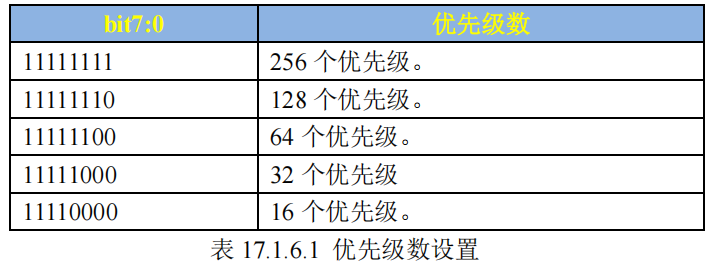 bit7:0 优先级数
11111111 256 个优先级。
11111110 128 个优先级。
11111100 64 个优先级。
11111000 32 个优先级
11110000 16 个优先级。
表 17.1.6.1 优先级数设置